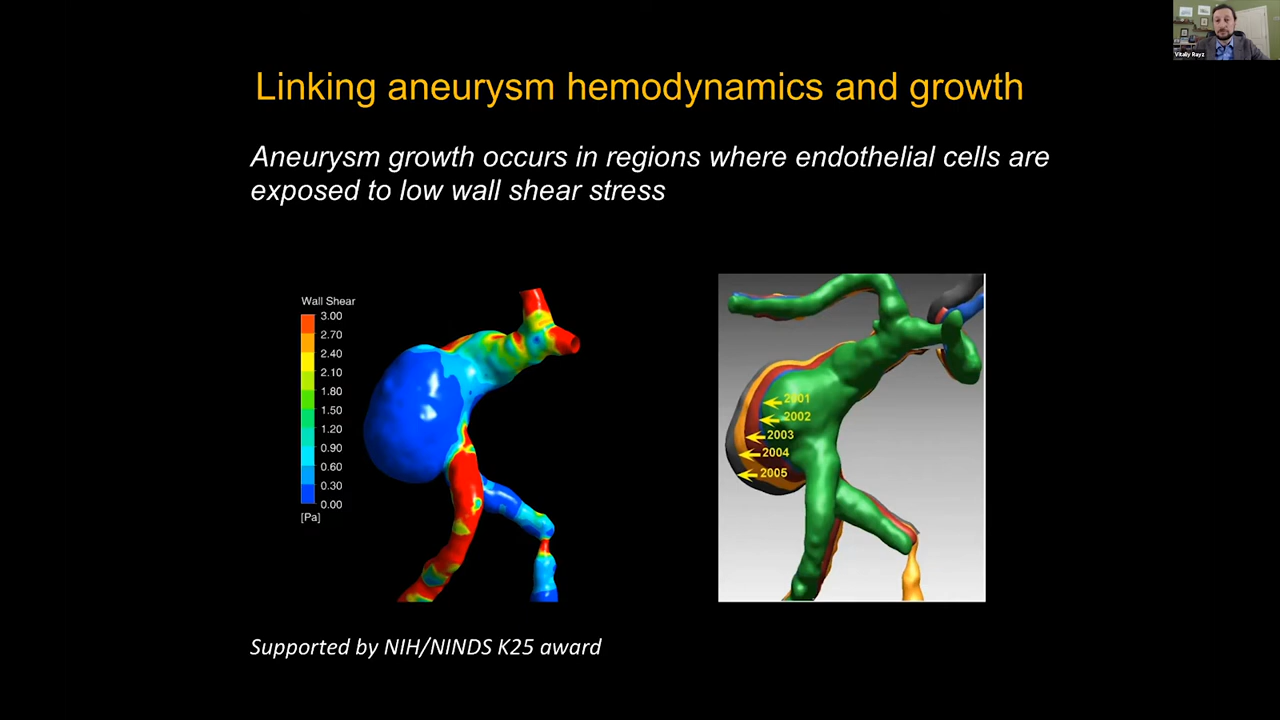 Vitaliy Rayz
Linking aneurysm hemodynamics and growth
Aneurysm growth occurs in regions where endothelial cells are
exposed to low wall shear stress
Wall Shear
3.00
2.70
2.40
2.10
1.80
1.50
1.20
0.90
0.60
0.30
0.00
[Pa]
2001
2002
2003
2004
2005
Supported by NIH/NINDS K25 award